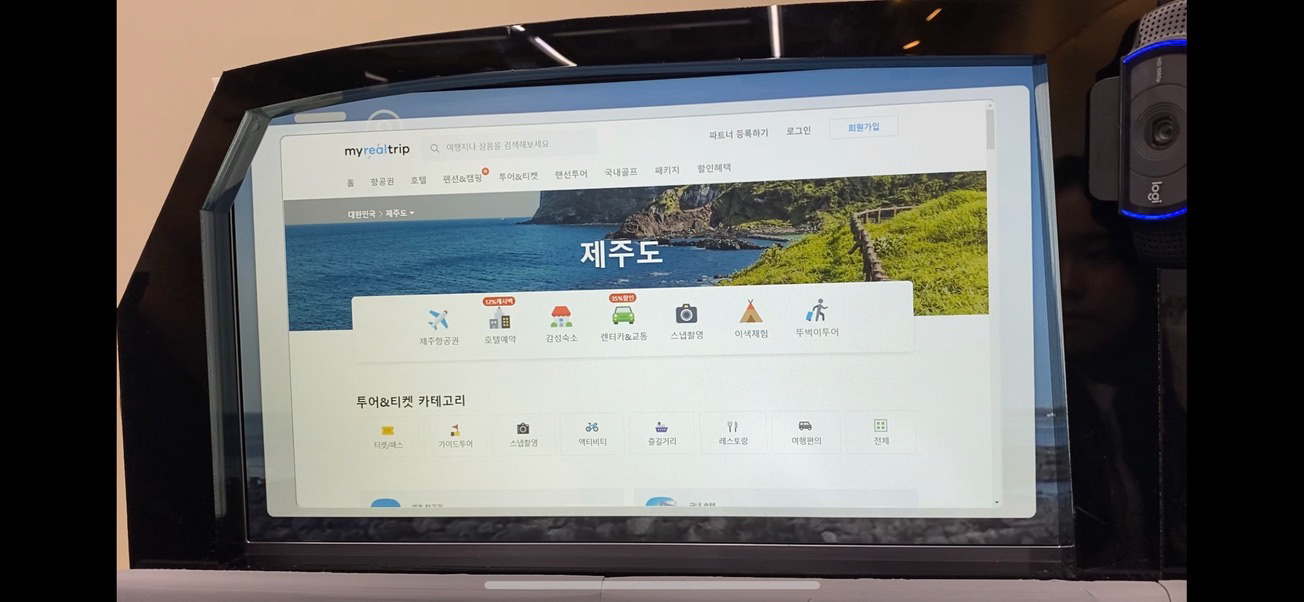 myrealtrip
여행지나 상품을 검색해보세요
파트너 등록하기 로그인 회원가입
홈 항공권 호텔 펜션&캠핑 투어&티켓 랜선투어 국내골프 패키지 할인혜택
대한민국 > 제주도
제주도
12%캐시백 35%할인
제주항공권 호텔예약 감성숙소 렌터카&교통 스냅촬영 이색체험 뚜벅이투어
투어&티켓 카테고리
티켓/패스 가이드투어 스냅촬영 액티비티 즐길거리 레스토랑 여행편의 전체
logi
HD 1080p